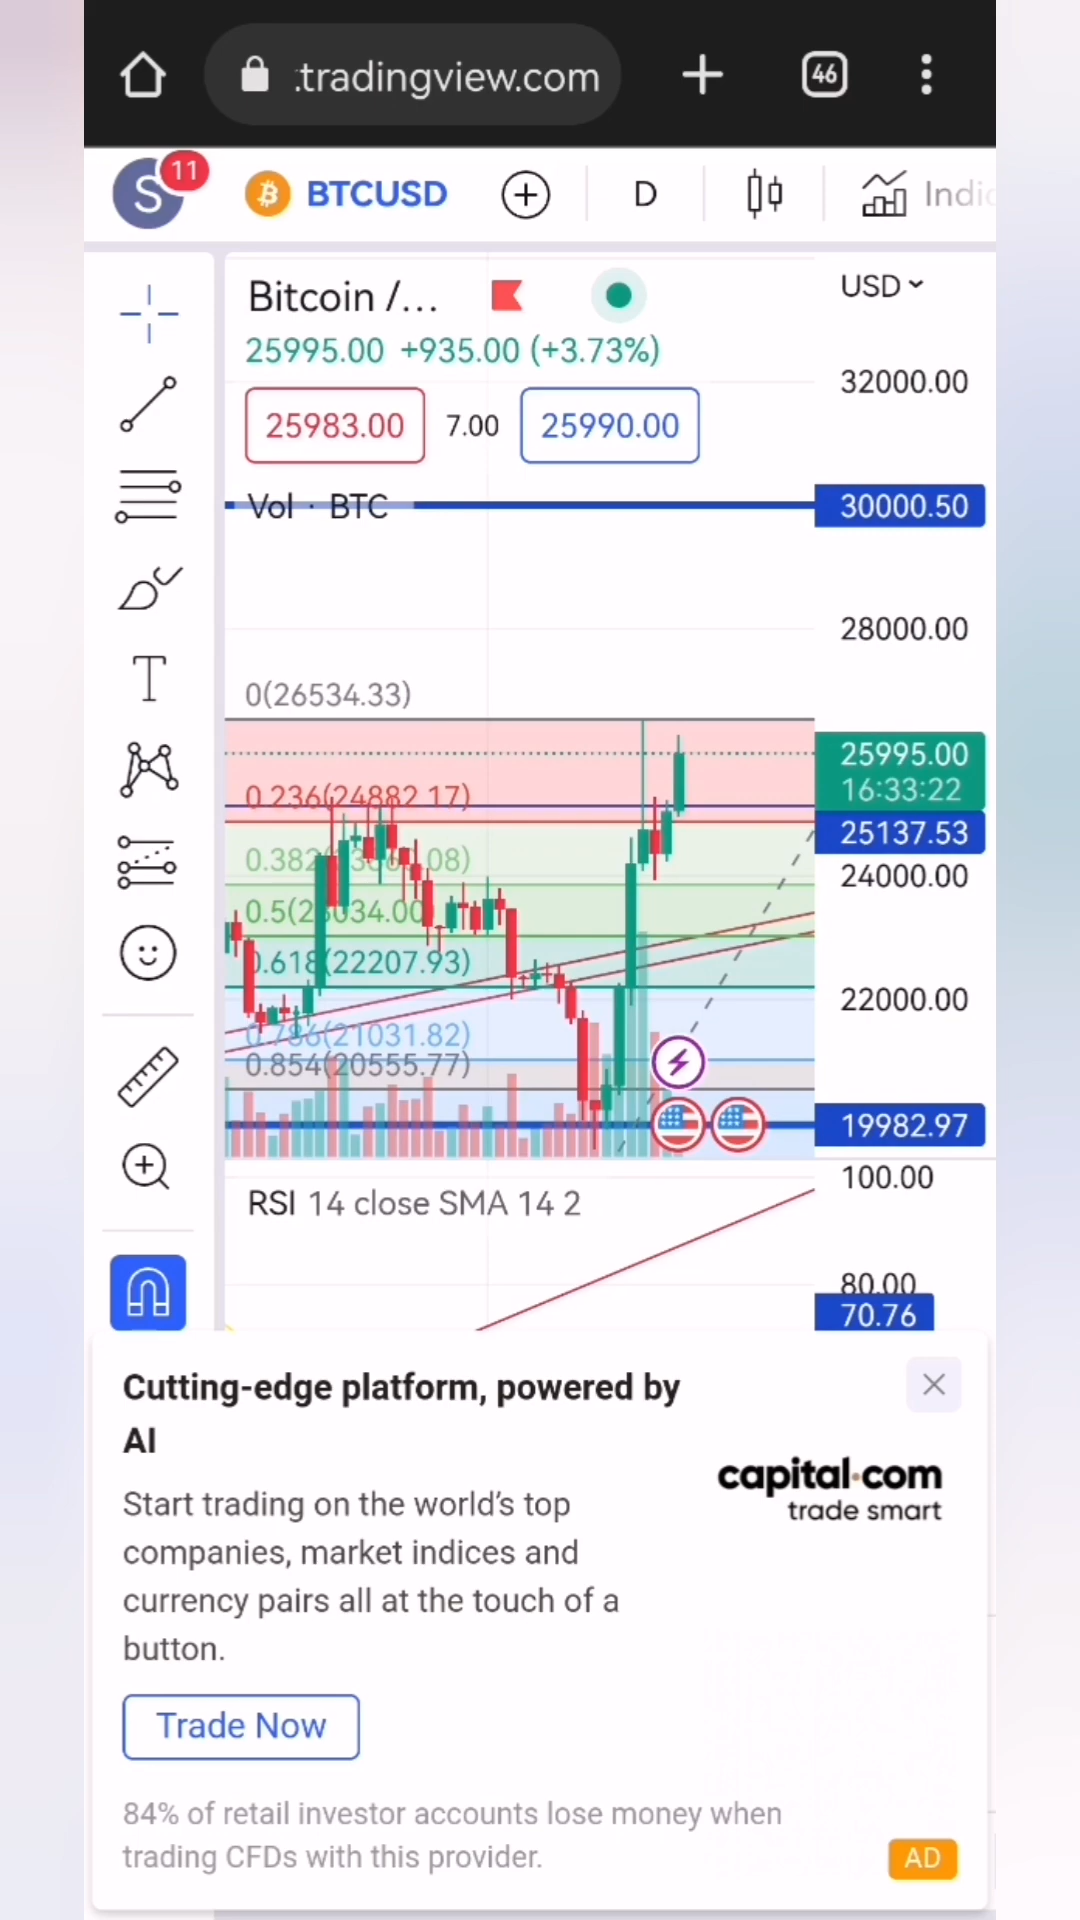 .tradingview.com
46
S
11
BTCUSD
D
Indic
Bitcoin /...
USD
25995.00 +935.00 (+3.73%)
25983.00
7.00
25990.00
32000.00
Vol · BTC
30000.50
28000.00
0(26534.33)
25995.00
16:33:22
0.236(24882.17)
25137.53
24000.00
0.5(23034.00)
0.618(22207.93)
22000.00
0.786(21031.82)
0.854(20555.77)
19982.97
RSI 14 close SMA 14 2
100.00
80.00
70.76
Cutting-edge platform, powered by
AI
capital.com
trade smart
Start trading on the world's top
companies, market indices and
currency pairs all at the touch of a
button.
Trade Now
84% of retail investor accounts lose money when
trading CFDs with this provider.
AD